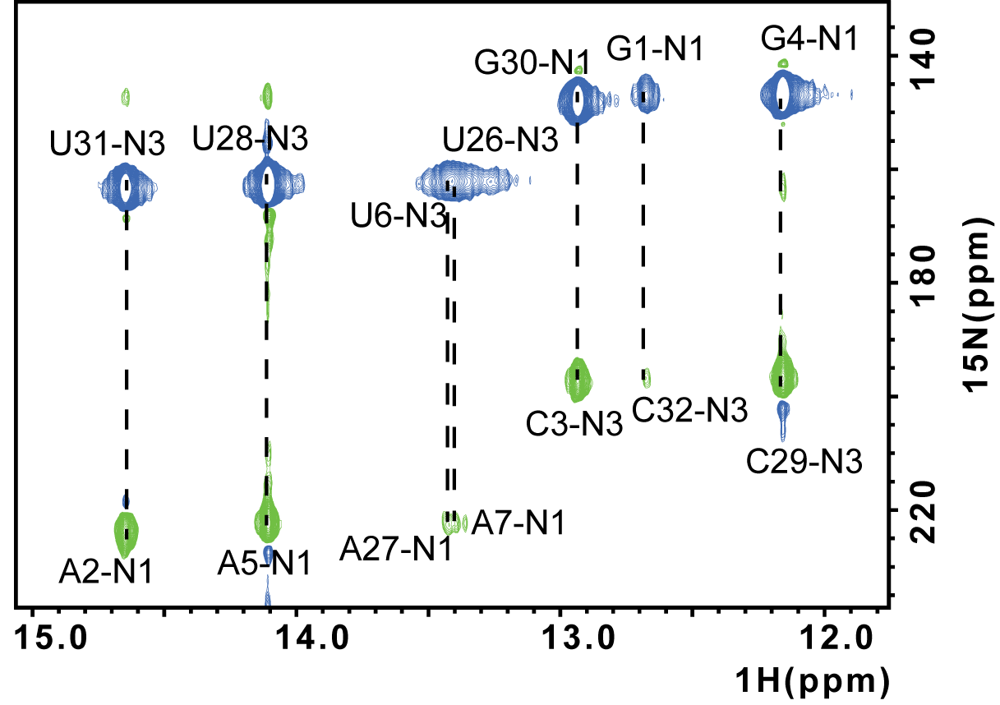 G4-N1
G1-N1
G30-N1
140
U31-N3
U28-N3
U26-N3
U6-N3
180
15N(ppm)
C3-N3
C32-N3
C29-N3
220
A7-N1
A27-N1
A5-N1
A2-N1
15.0
14.0
13.0
12.0
1H(ppm)